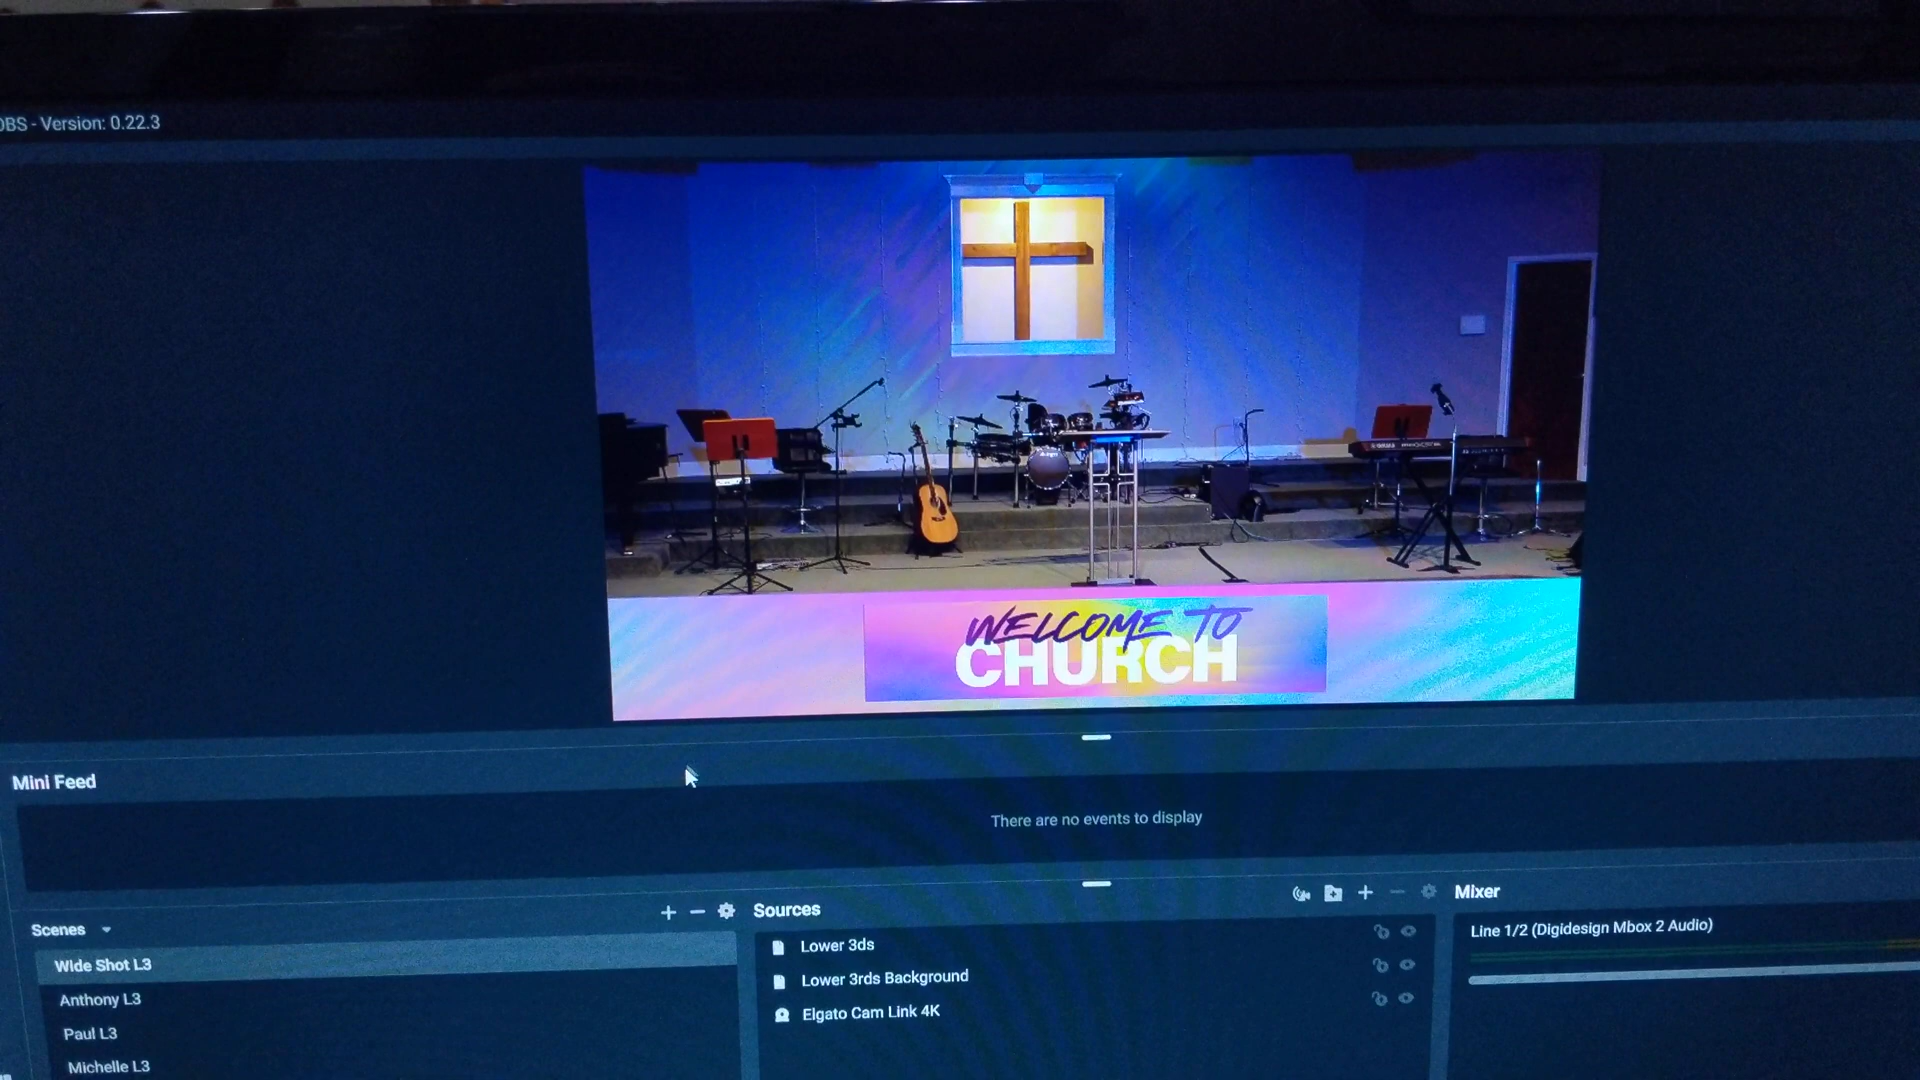 OBS - Version: 0.22.3
WELCOME TO
CHURCH
Mini Feed
There are no events to display
Scenes
Wide Shot L3
Anthony L3
Paul L3
Michelle L3
Sources
Lower 3ds
Lower 3rds Background
Elgato Cam Link 4K
Mixer
Line 1/2 (Digidesign Mbox 2 Audio)